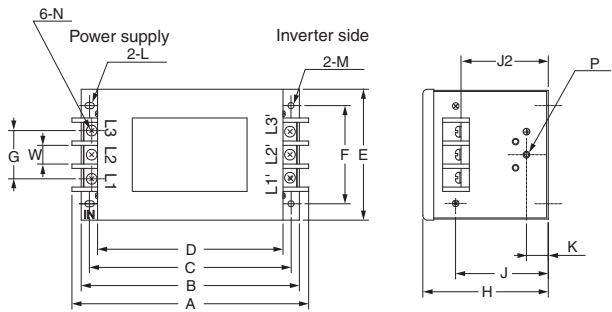 6-N
Power supply
2-L
Inverter side
2-M
J2
P
L3
L2
L1
L3'
L2'
L1'
G
W
F
E
IN
D
C
B
A
K
J
H